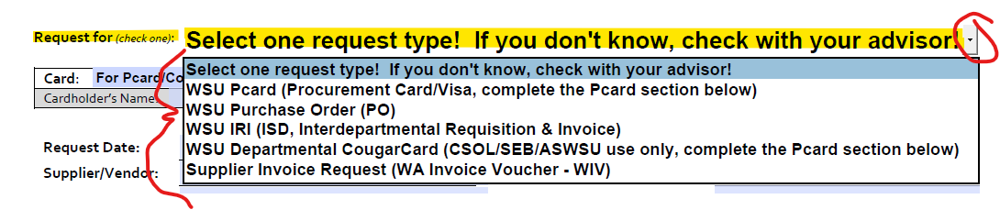 Request for (check one): Select one request type!  If you don't know, check with your advisor!
Select one request type!  If you don't know, check with your advisor!
Card: For Pcard/Co
WSU Pcard (Procurement Card/Visa, complete the Pcard section below)
Cardholder's Name:
WSU Purchase Order (PO)
WSU IRI (ISD, Interdepartmental Requisition & Invoice)
Request Date:
WSU Departmental CougarCard (CSOL/SEB/ASWSU use only, complete the Pcard section below)
Supplier/Vendor:
Supplier Invoice Request (WA Invoice Voucher - WIV)